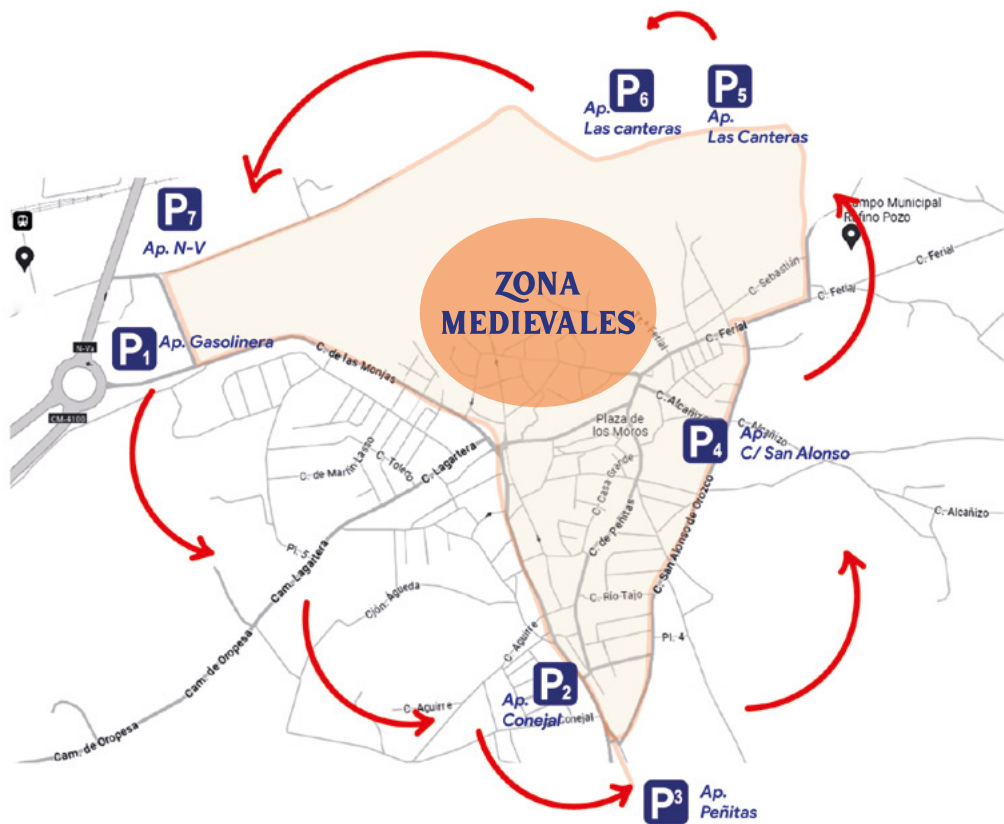 P6
Ap.
Las canteras
P5
Ap.
Las Canteras
P7
Ap. N-V
Campo Municipal
Rufino Pozo
C. Ferial
C. Sebastián
C. Ferial
ZONA
MEDIEVALES
Ferial
C. Ferial
P1
Ap. Gasolinera
N-Va
CM-4100
C. de las Monjas
Plaza de
los Moros
C. Alcañizo
C. Alcañizo
P4
Ap.
C/ San Alonso
C. de Martín Lasso
C. Toledo
C. Lagartera
C. Casa Grande
C. de Peñitas
C. San Alonso de Orozco
C. Alcañizo
Pl. 5
Cam. Lagartera
Cjón. Águeda
C. Río Tajo
Pl. 4
C. Aguirre
Cam. de Oropesa
C. Aguirre
P2
Ap.
Conejal
Conejal
Cam. de Oropesa
P3
Ap.
Peñitas